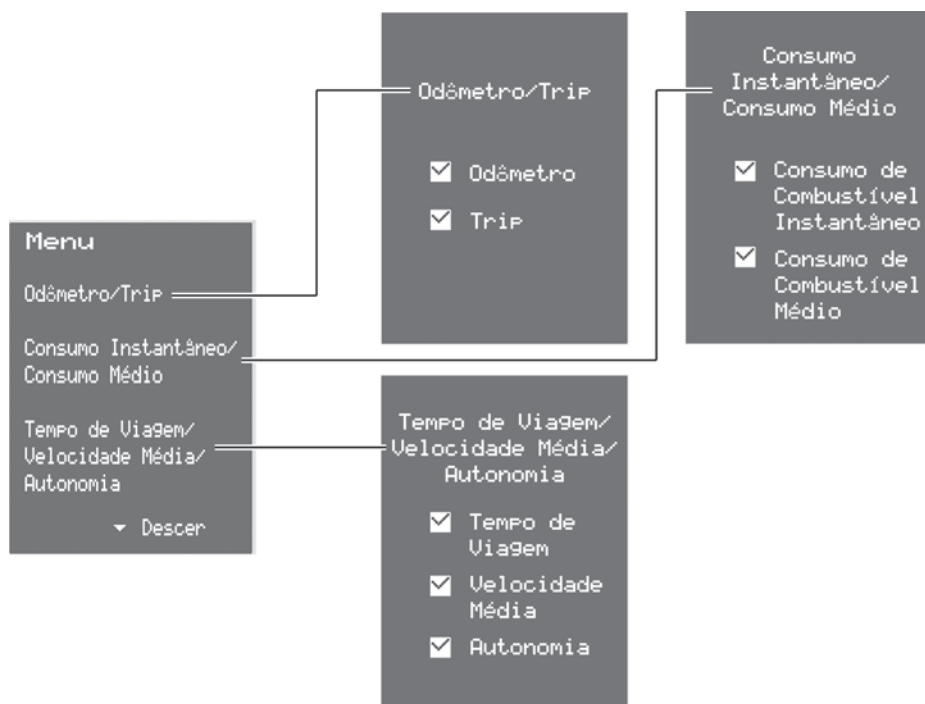 Menu
Odômetro/Trip
Consumo Instantâneo/
Consumo Médio
Tempo de Viagem/
Velocidade Média/
Autonomia
Descer
Odômetro/Trip
Odômetro
Trip
Consumo
Instantâneo/
Consumo Médio
Consumo de
Combustível
Instantâneo
Consumo de
Combustível
Médio
Tempo de Viagem/
Velocidade Média/
Autonomia
Tempo de
Viagem
Velocidade
Média
Autonomia